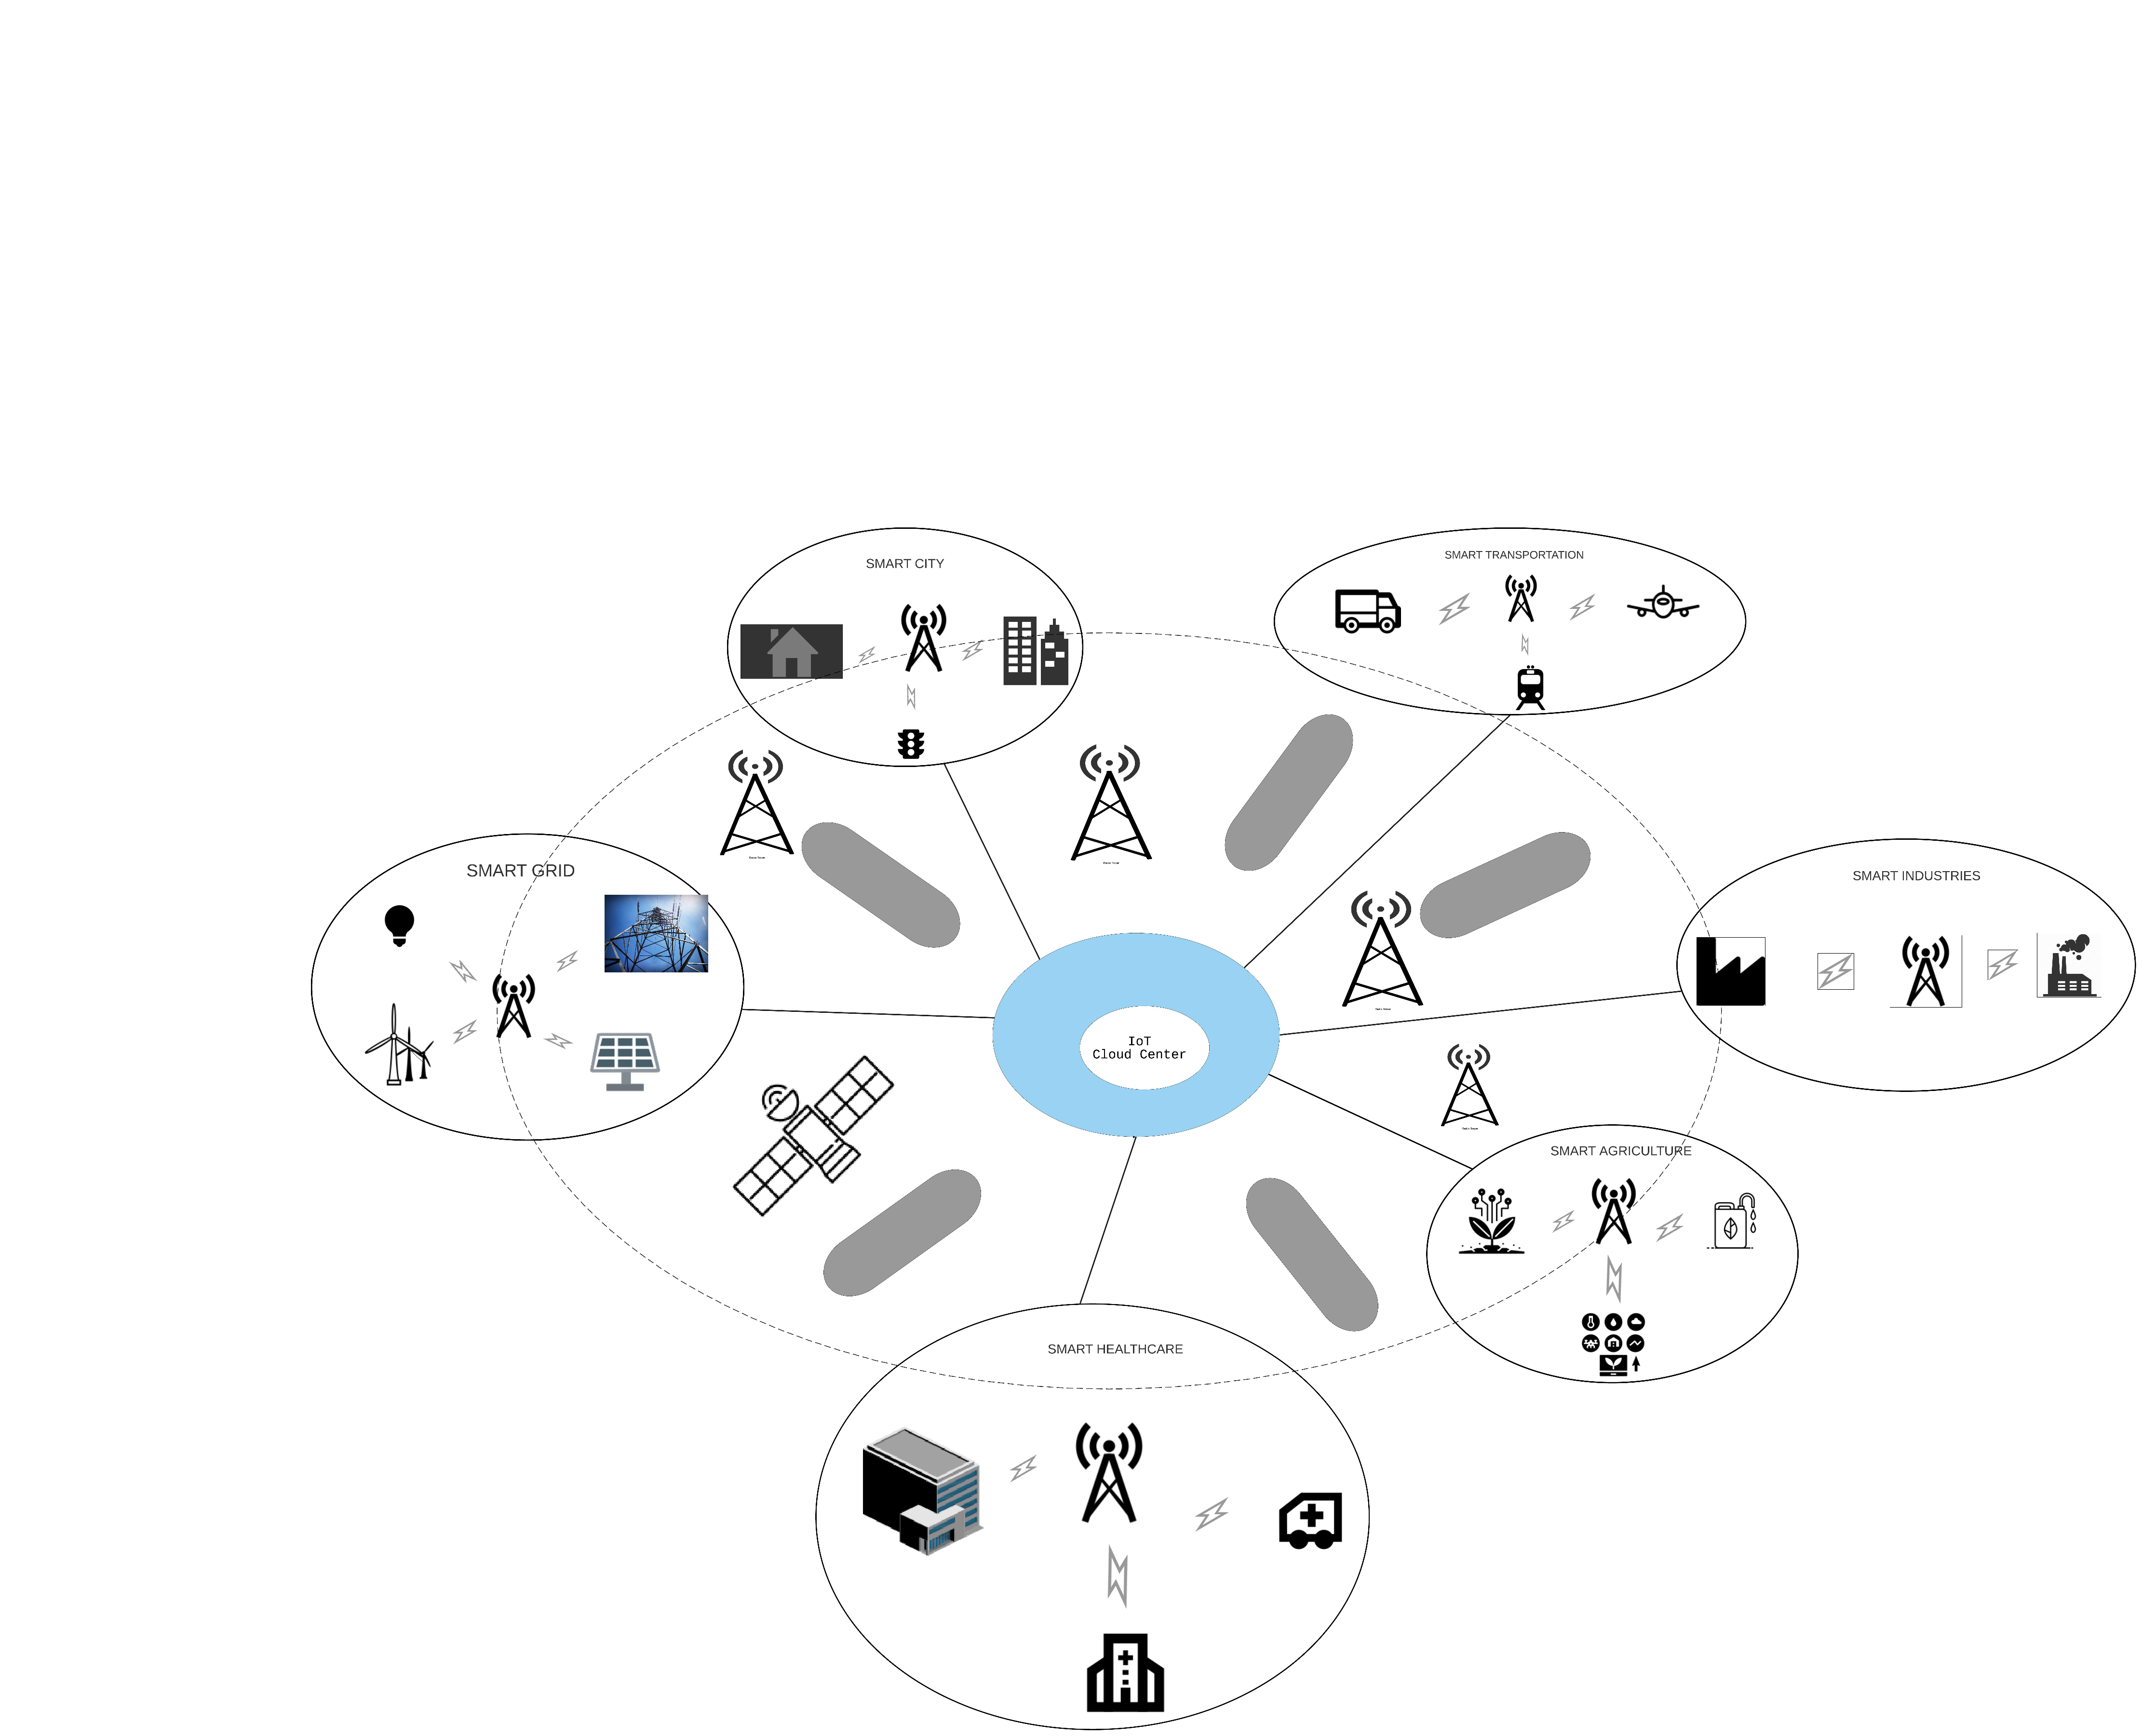 SMART CITY
SMART TRANSPORTATION
SMART GRID
SMART INDUSTRIES
IoT
Cloud Center
SMART AGRICULTURE
SMART HEALTHCARE